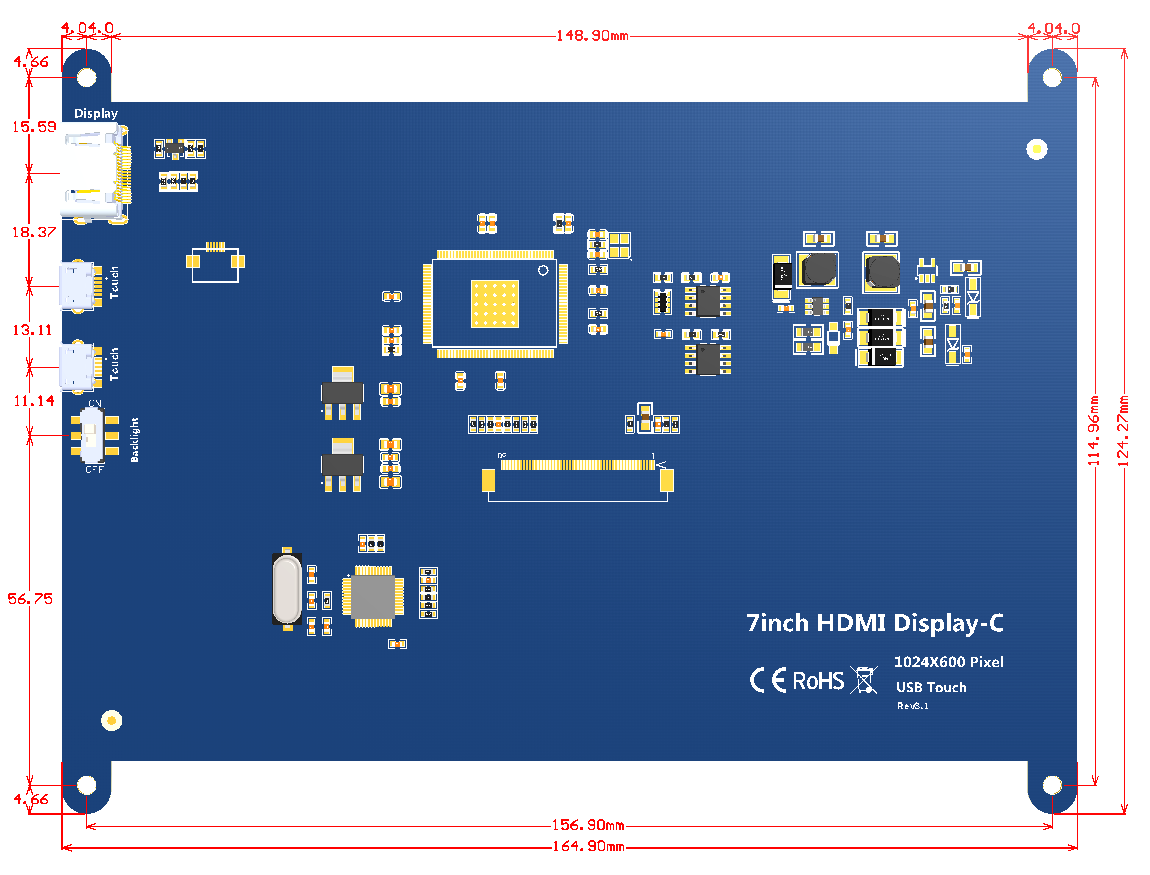 4.04.0
148.90mm
4.04.0
4.66
Display
15.59
18.37
Touch
13.11
Touch
11.14
ON
Backlight
OFF
1
114.96mm
124.27mm
56.75
7inch HDMI Display-C
1024X600 Pixel
CE RoHS
USB Touch
Rev3.1
4.66
156.90mm
164.90mm